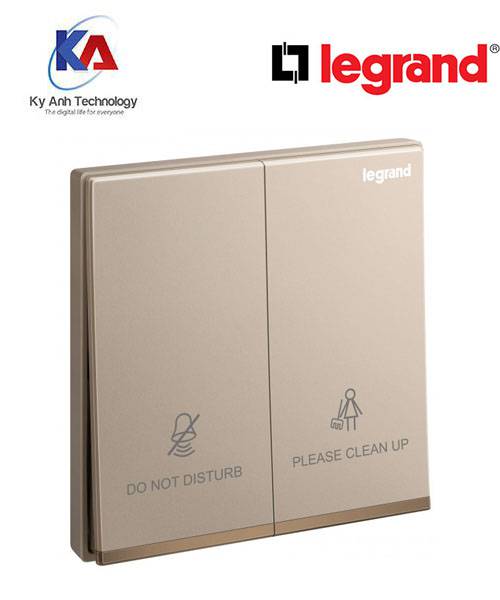 KA
Ky Anh Technology
The digital life for everyone
legrand®
legrand
DO NOT DISTURB
PLEASE CLEAN UP